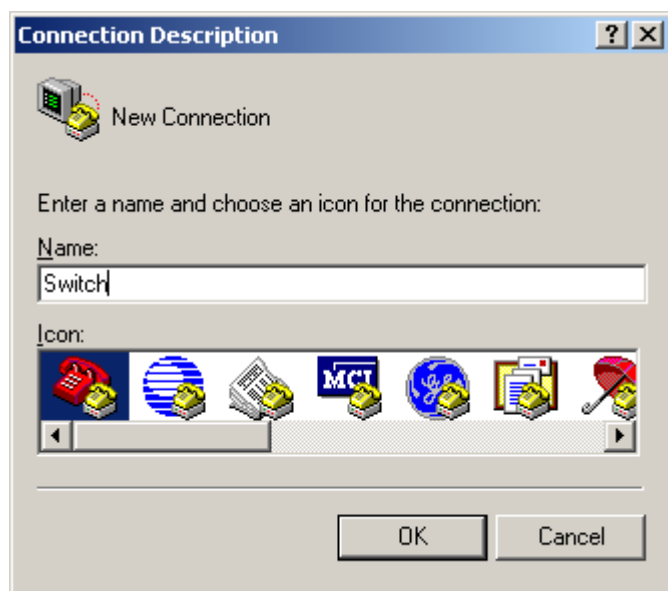 Connection Description
New Connection
Enter a name and choose an icon for the connection:
Name:
Switch
Icon:
MCI
OK
Cancel